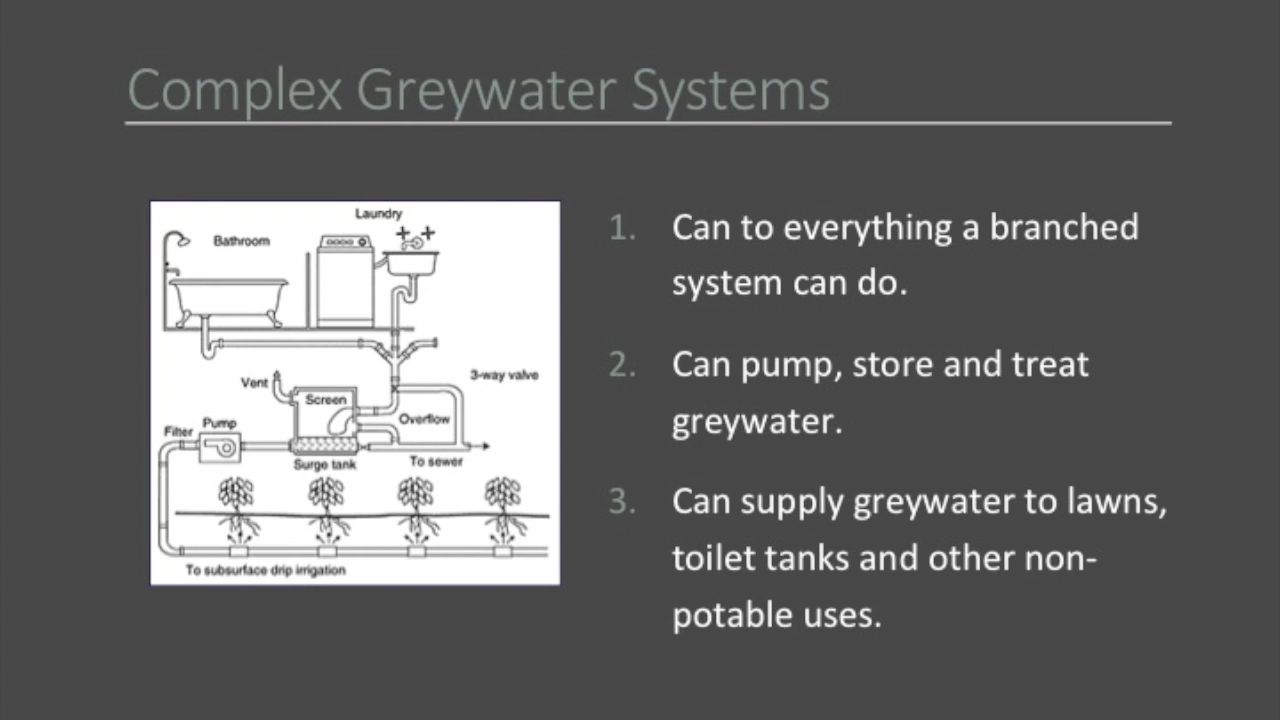 Complex Greywater Systems
Laundry
Bathroom
3-way valve
Vent
Screen
Overflow
Pump
Filter
Surge tank
To sewer
To subsurface drip irrigation
1. Can to everything a branched
system can do.
2. Can pump, store and treat
greywater.
3. Can supply greywater to lawns,
toilet tanks and other non-
potable uses.